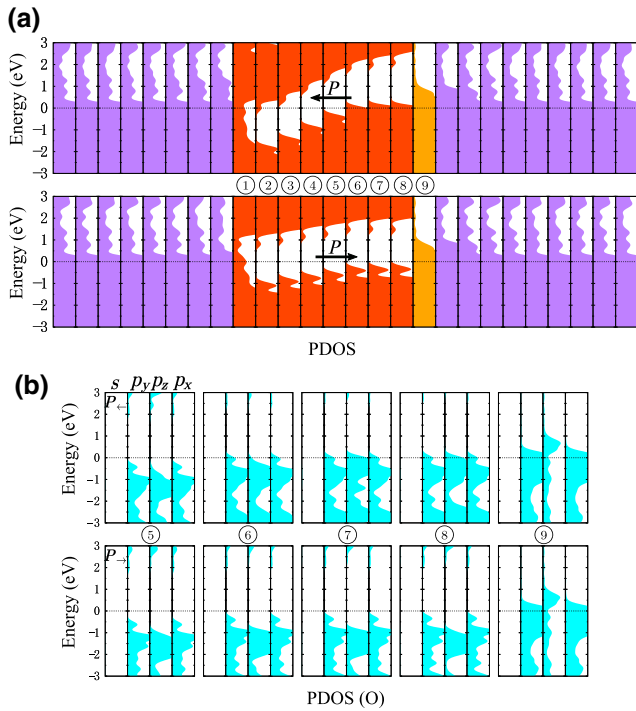 (a)
Energy (eV)
3
2
1
0
−1
−2
−3
P
① ② ③ ④ ⑤ ⑥ ⑦ ⑧ ⑨
Energy (eV)
3
2
1
0
−1
−2
−3
P
PDOS
(b)
s p_y p_z p_x
Energy (eV)
3
2
1
0
−1
−2
−3
P←
⑤ ⑥ ⑦ ⑧ ⑨
Energy (eV)
3
2
1
0
−1
−2
−3
P→
PDOS (O)